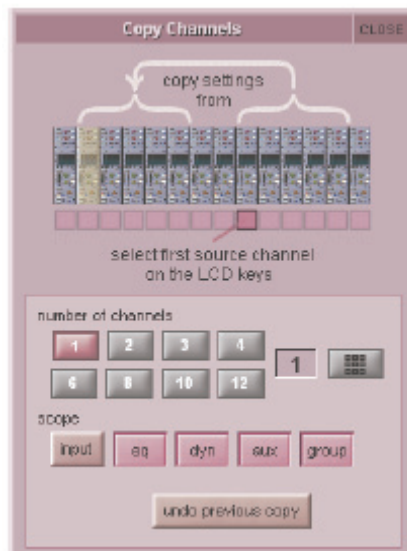 Copy Channels
CLOSE
copy settings
from
select first source channel
on the LCD keys
number of channels
1 2 3 4
1
6 8 10 12
scope
input eq dyn aux group
undo previous copy